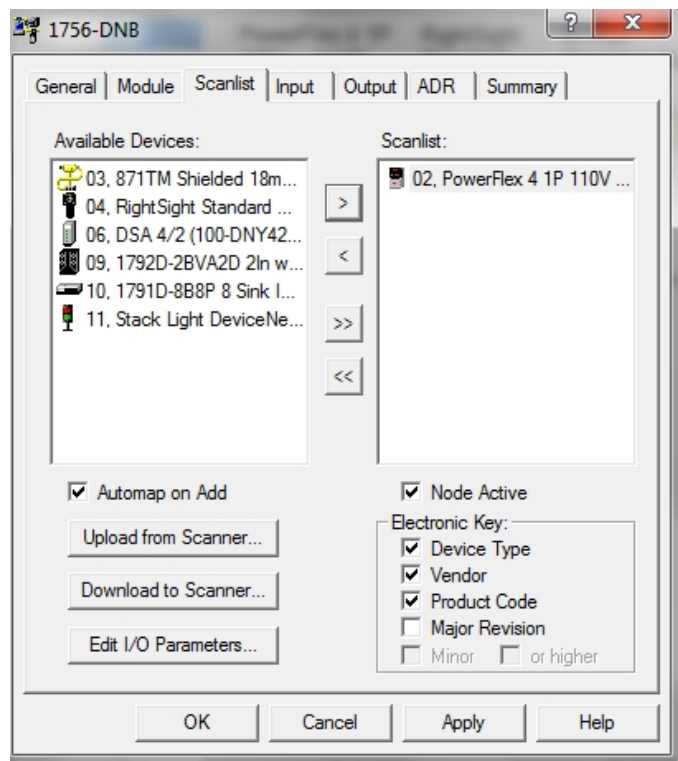 1756-DNB
General Module Scanlist Input Output ADR Summary
Available Devices:
03, 871TM Shielded 18m...
04, RightSight Standard ...
06, DSA 4/2 (100-DNY42...
09, 1792D-2BVA2D 2In w...
10, 1791D-8B8P 8 Sink I...
11, Stack Light DeviceNe...
>
<
>>
<<
Scanlist:
02, PowerFlex 4 1P 110V ...
Automap on Add
Upload from Scanner...
Download to Scanner...
Edit I/O Parameters...
Node Active
Electronic Key:
Device Type
Vendor
Product Code
Major Revision
Minor or higher
OK Cancel Apply Help